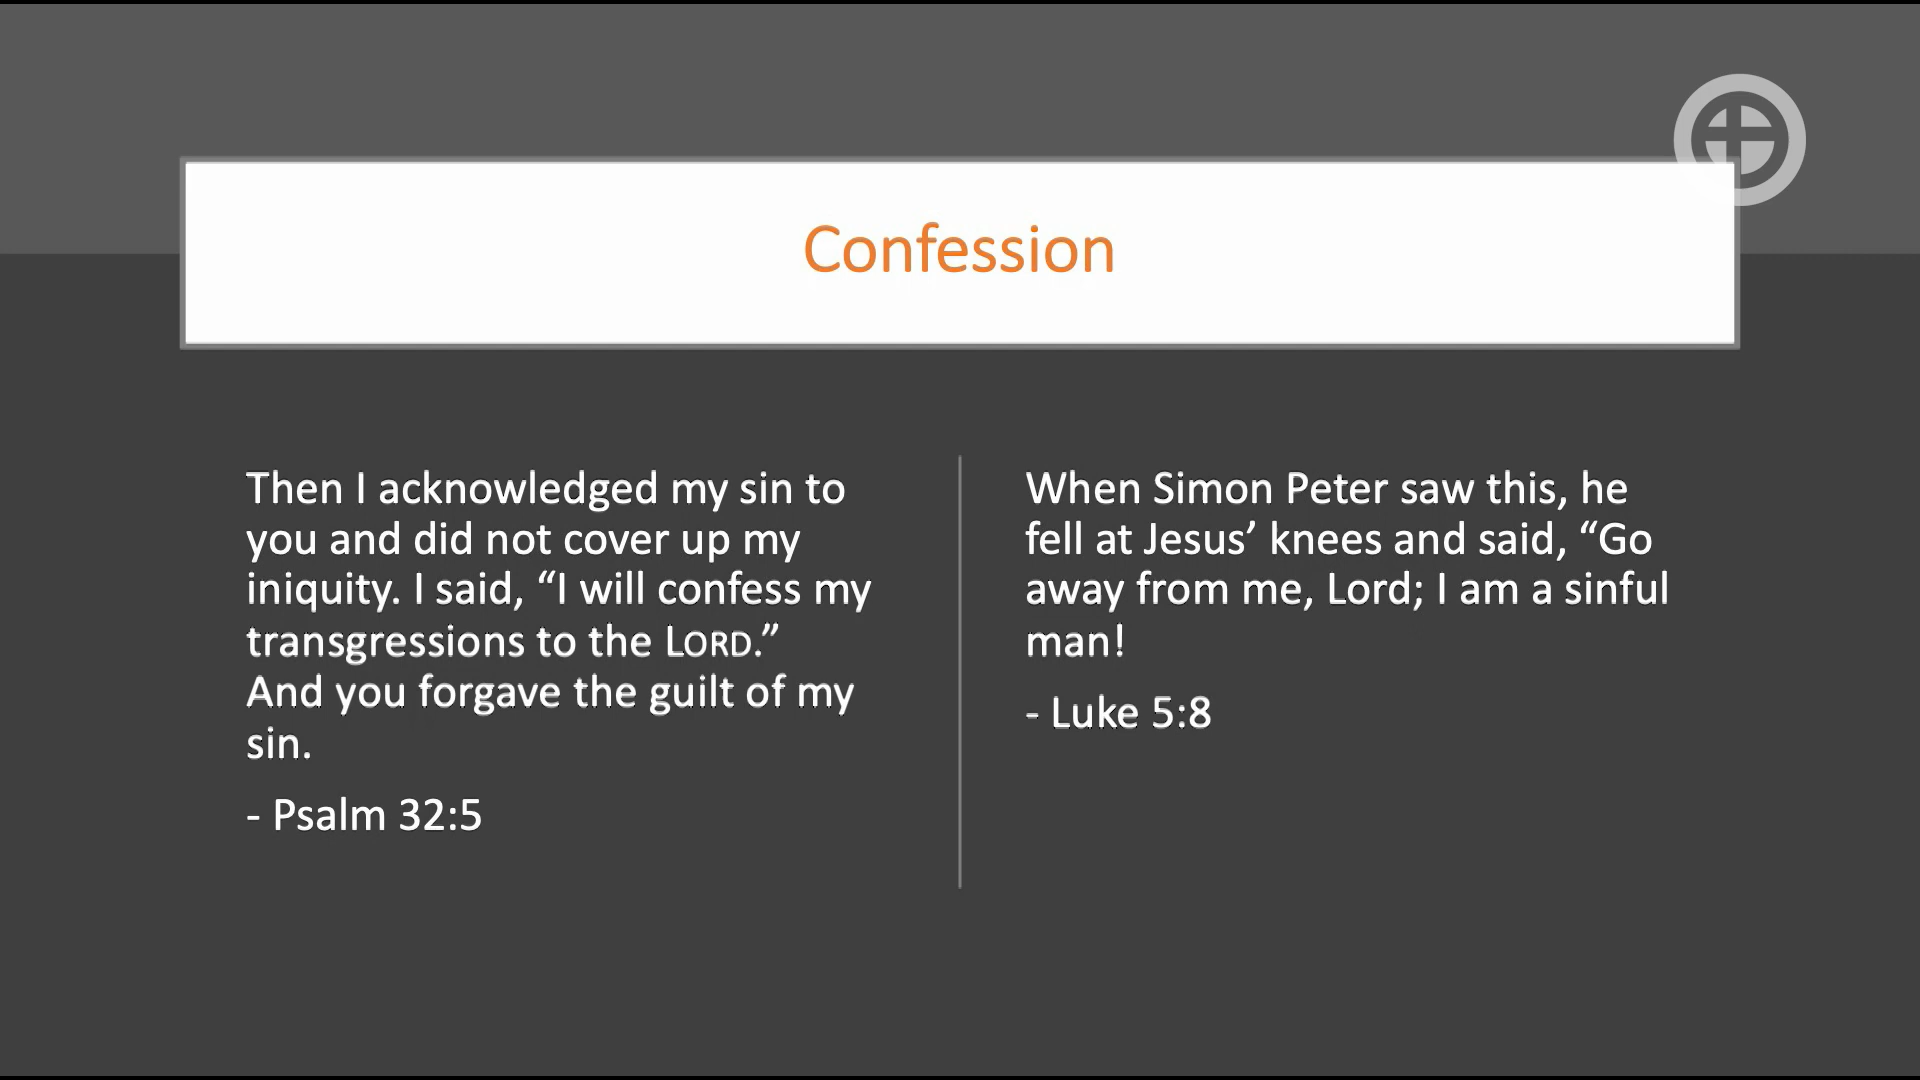 Confession
Then I acknowledged my sin to
you and did not cover up my
iniquity. I said, “I will confess my
transgressions to the LORD.”
And you forgave the guilt of my
sin.
- Psalm 32:5
When Simon Peter saw this, he
fell at Jesus’ knees and said, “Go
away from me, Lord; I am a sinful
man!
- Luke 5:8